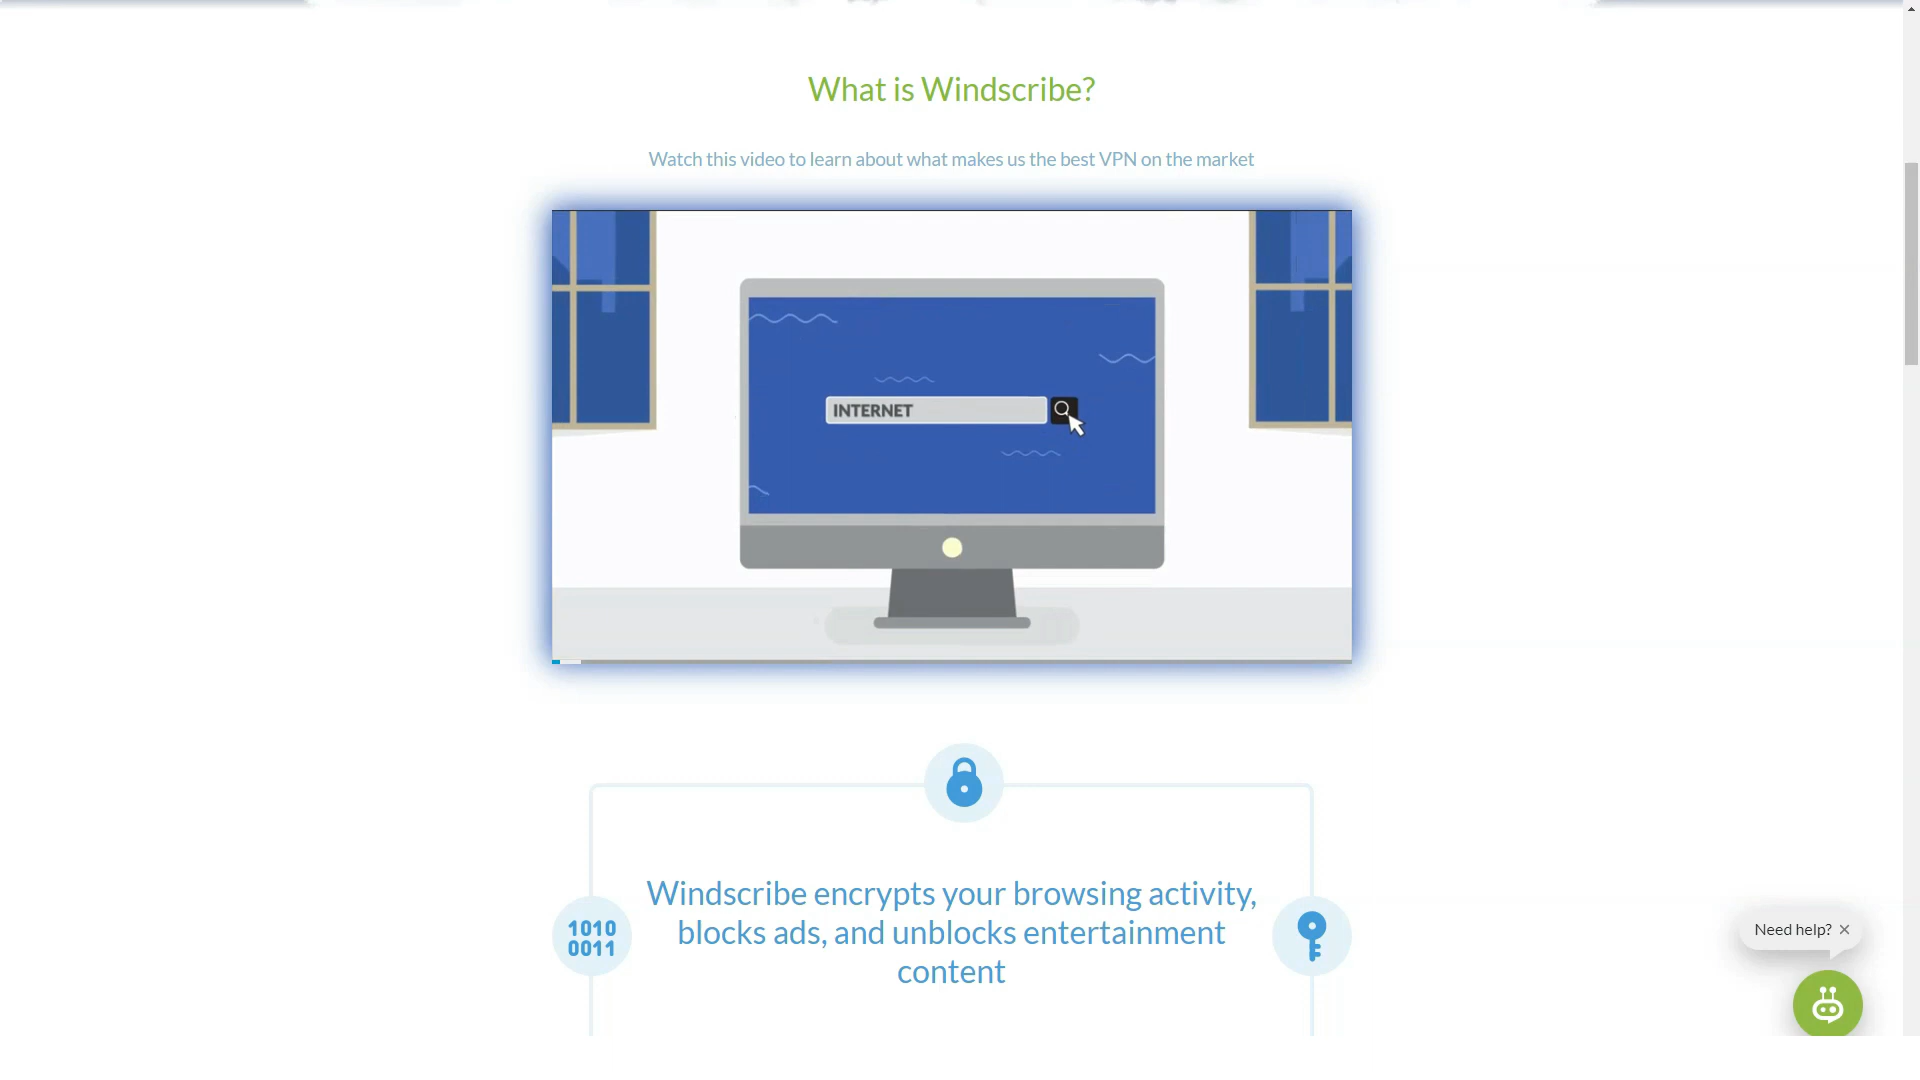 What is Windscribe?
Watch this video to learn about what makes us the best VPN on the market
INTERNET
Windscribe encrypts your browsing activity,
blocks ads, and unblocks entertainment
content
1010
0011
Need help? ×